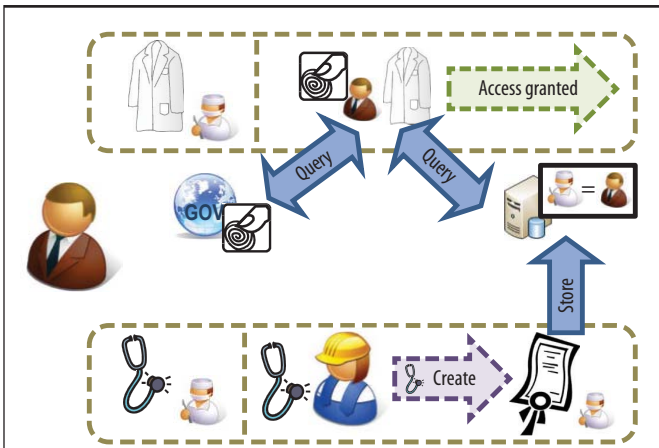 Access granted
Query
Query
GOV
=
Store
Create